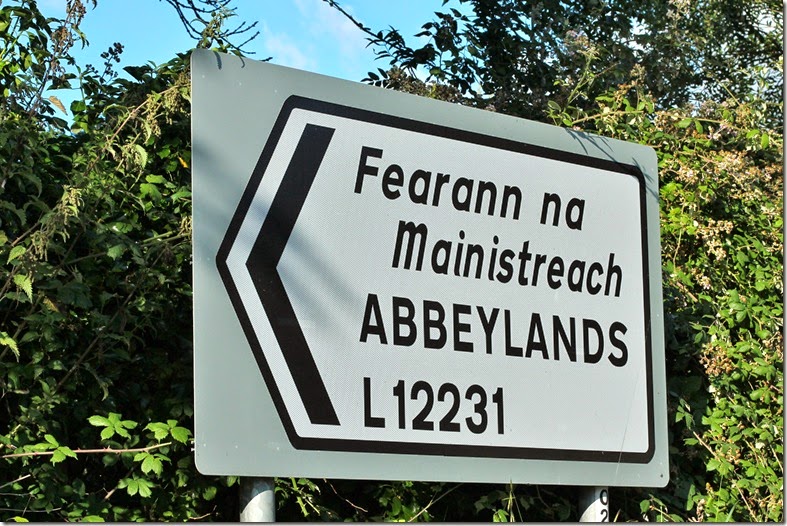 Fearann na
Mainistreach
ABBEYLANDS
L12231